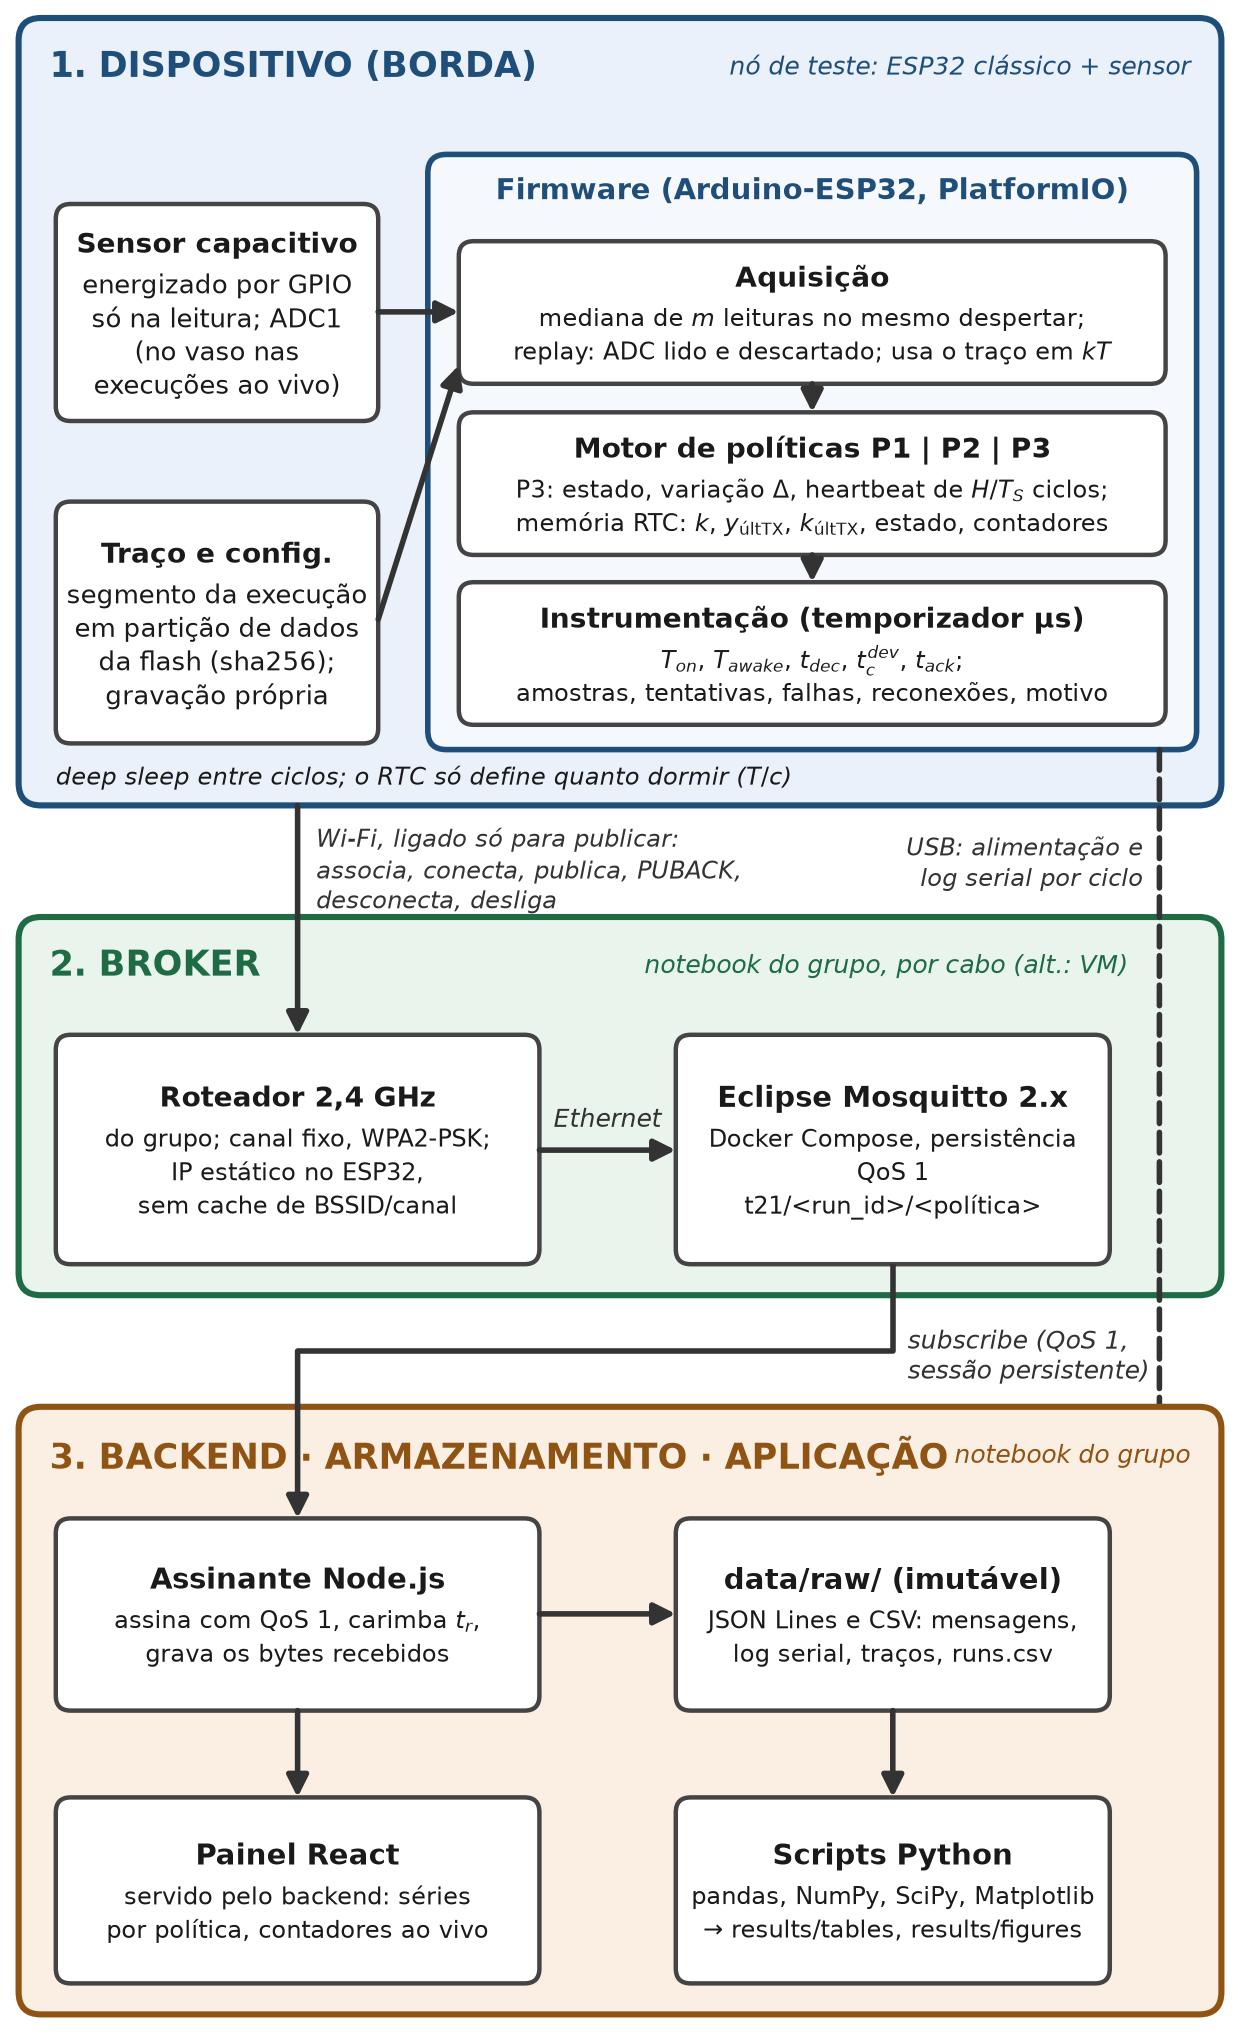 1. DISPOSITIVO (BORDA)
nó de teste: ESP32 clássico + sensor
Firmware (Arduino-ESP32, PlatformIO)
Sensor capacitivo
energizado por GPIO
só na leitura; ADC1
(no vaso nas
execuções ao vivo)
Aquisição
mediana de m leituras no mesmo despertar;
replay: ADC lido e descartado; usa o traço em kT
Motor de políticas P1 | P2 | P3
P3: estado, variação Δ, heartbeat de H/T_S ciclos;
memória RTC: k, y_últTX, k_últTX, estado, contadores
Traço e config.
segmento da execução
em partição de dados
da flash (sha256);
gravação própria
Instrumentação (temporizador µs)
T_on, T_awake, t_dec, t_c^dev, t_ack;
amostras, tentativas, falhas, reconexões, motivo
deep sleep entre ciclos; o RTC só define quanto dormir (T/c)
Wi-Fi, ligado só para publicar:
associa, conecta, publica, PUBACK,
desconecta, desliga
USB: alimentação e
log serial por ciclo
2. BROKER
notebook do grupo, por cabo (alt.: VM)
Roteador 2,4 GHz
do grupo; canal fixo, WPA2-PSK;
IP estático no ESP32,
sem cache de BSSID/canal
Ethernet
Eclipse Mosquitto 2.x
Docker Compose, persistência
QoS 1
t21/<run_id>/<política>
subscribe (QoS 1,
sessão persistente)
3. BACKEND · ARMAZENAMENTO · APLICAÇÃO
notebook do grupo
Assinante Node.js
assina com QoS 1, carimba t_r,
grava os bytes recebidos
data/raw/ (imutável)
JSON Lines e CSV: mensagens,
log serial, traços, runs.csv
Painel React
servido pelo backend: séries
por política, contadores ao vivo
Scripts Python
pandas, NumPy, SciPy, Matplotlib
→ results/tables, results/figures